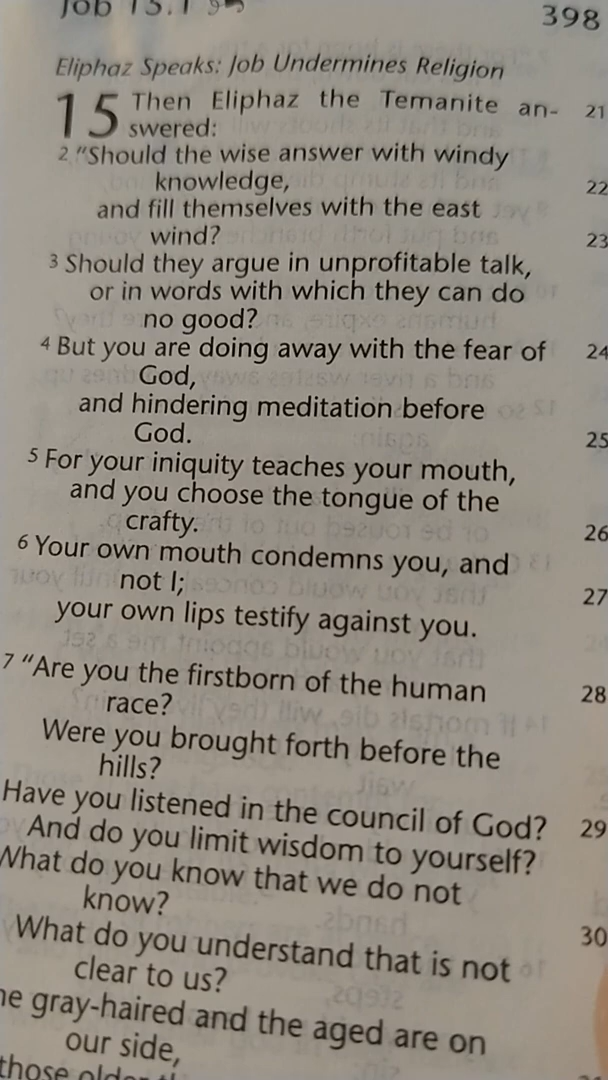 Job 15.1
398
Eliphaz Speaks: Job Undermines Religion
15 Then Eliphaz the Temanite an-
swered:
2 “Should the wise answer with windy
knowledge,
and fill themselves with the east
wind?
3 Should they argue in unprofitable talk,
or in words with which they can do
no good?
4 But you are doing away with the fear of
God,
and hindering meditation before
God.
5 For your iniquity teaches your mouth,
and you choose the tongue of the
crafty.
6 Your own mouth condemns you, and
not I;
your own lips testify against you.
7 “Are you the firstborn of the human
race?
Were you brought forth before the
hills?
Have you listened in the council of God?
And do you limit wisdom to yourself?
What do you know that we do not
know?
What do you understand that is not
clear to us?
gray-haired and the aged are on
our side,
those
21
22
23
24
25
26
27
28
29
30